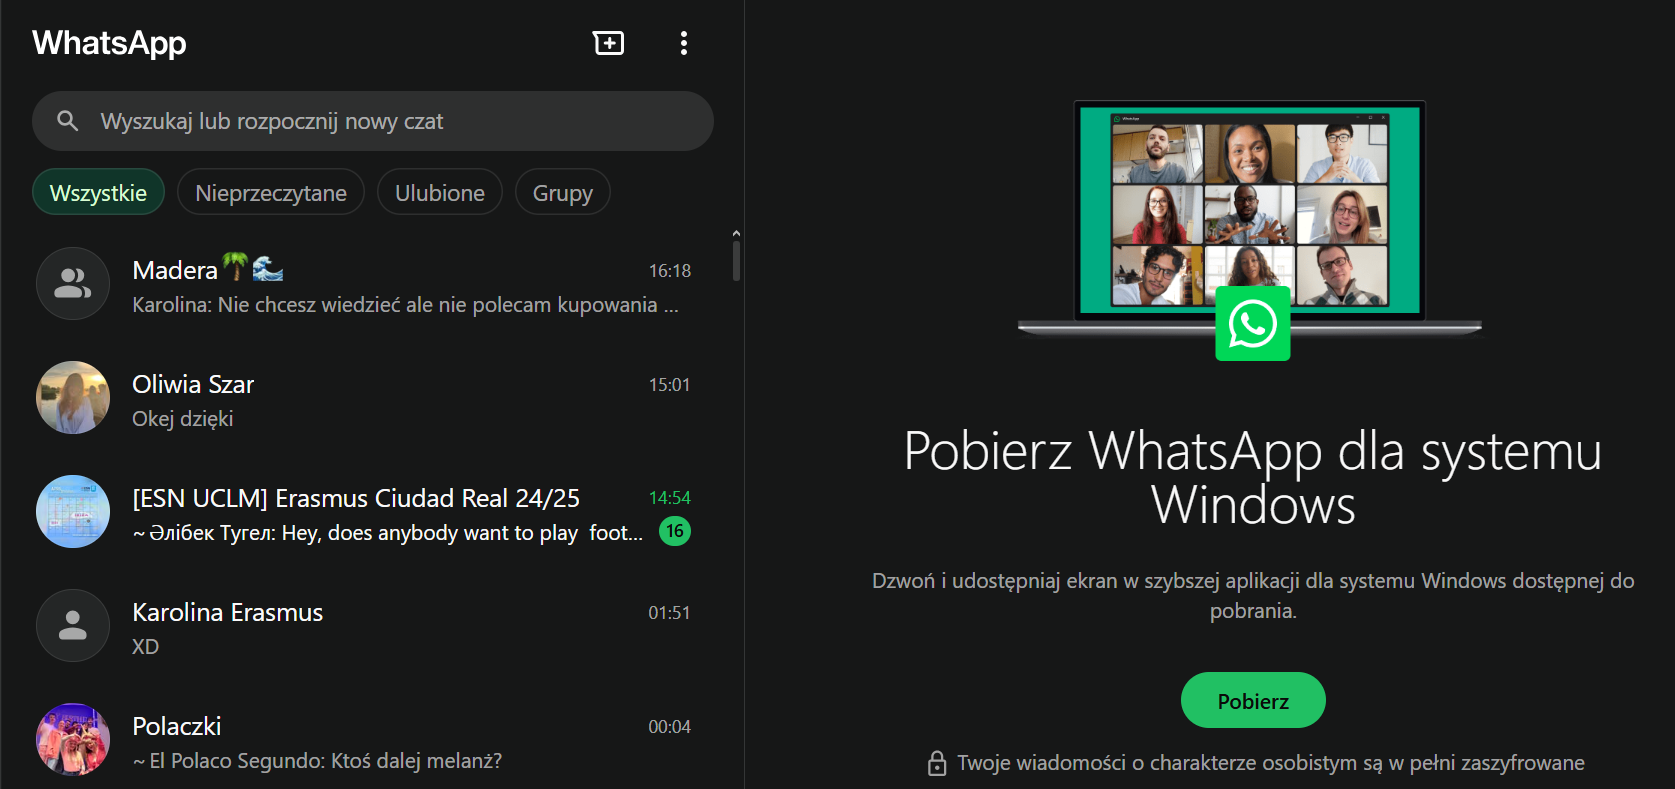 WhatsApp
Wyszukaj lub rozpocznij nowy czat
Wszystkie
Nieprzeczytane
Ulubione
Grupy
Madera🌴🌊
16:18
Karolina: Nie chcesz wiedzieć ale nie polecam kupowania ...
Oliwia Szar
15:01
Okej dzięki
[ESN UCLM] Erasmus Ciudad Real 24/25
14:54
~ Әлібек Тугел: Hey, does anybody want to play  foot...
16
Karolina Erasmus
01:51
XD
Polaczki
00:04
~ El Polaco Segundo: Ktoś dalej melanż?
WhatsApp
Pobierz WhatsApp dla systemu
Windows
Dzwoń i udostępniaj ekran w szybszej aplikacji dla systemu Windows dostępnej do
pobrania.
Pobierz
Twoje wiadomości o charakterze osobistym są w pełni zaszyfrowane